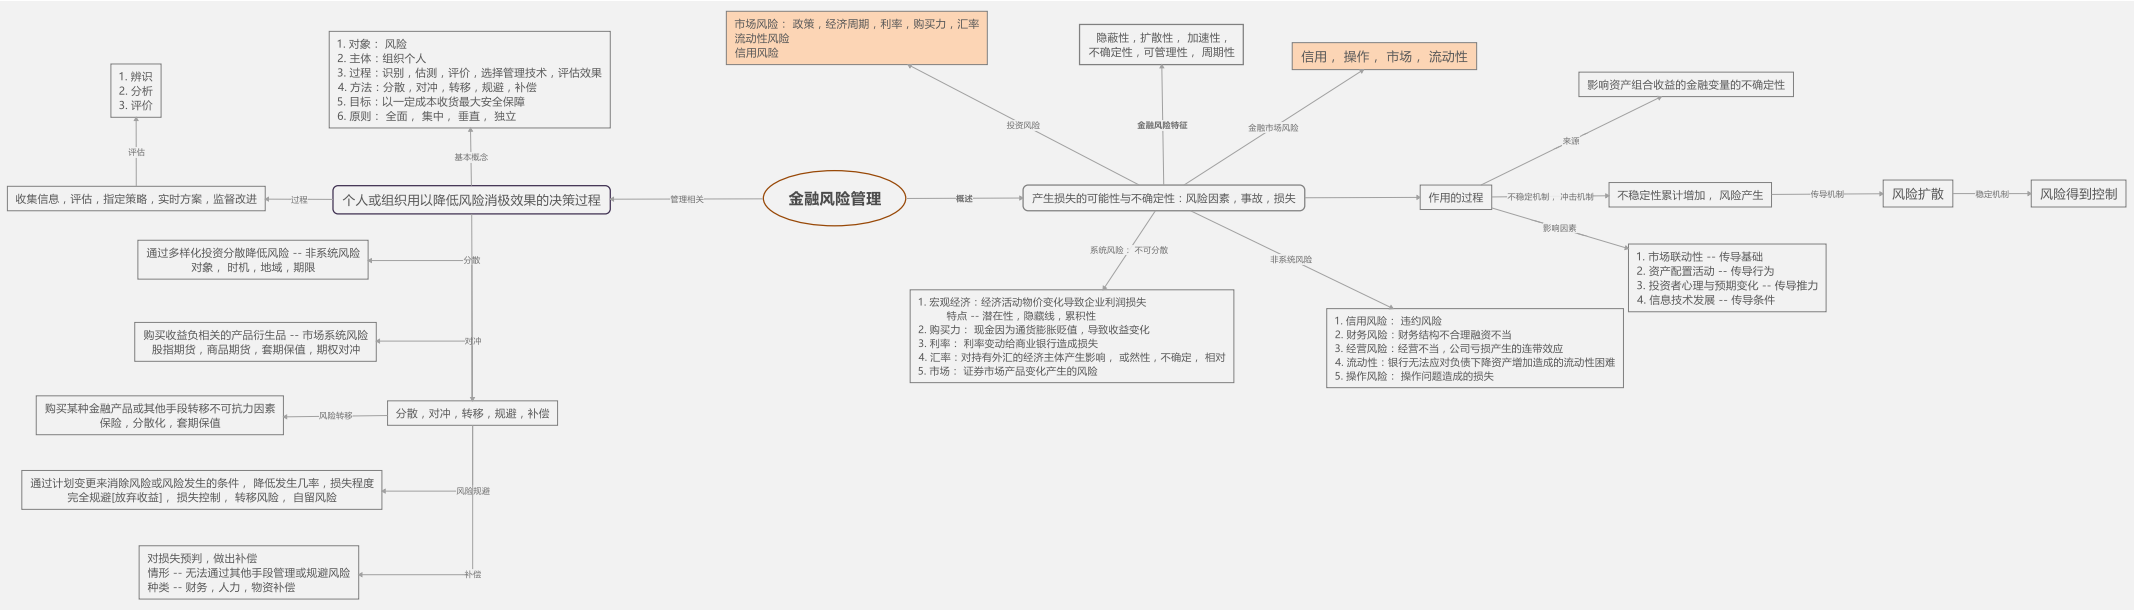 市场风险： 政策，经济周期，利率，购买力，汇率
流动性风险
信用风险
隐蔽性，扩散性， 加速性，
不确定性，可管理性， 周期性
信用， 操作， 市场， 流动性
1. 对象： 风险
2. 主体：组织个人
3. 过程：识别，估测，评价，选择管理技术，评估效果
4. 方法：分散，对冲，转移，规避，补偿
5. 目标：以一定成本收货最大安全保障
6. 原则： 全面， 集中， 垂直， 独立
1. 辨识
2. 分析
3. 评价
影响资产组合收益的金融变量的不确定性
投资风险
金融风险特征
金融市场风险
来源
评估
基本概念
收集信息，评估，指定策略，实时方案，监督改进
过程
个人或组织用以降低风险消极效果的决策过程
管理相关
金融风险管理
概述
产生损失的可能性与不确定性：风险因素，事故，损失
作用的过程
不稳定机制， 冲击机制
不稳定性累计增加， 风险产生
传导机制
风险扩散
稳定机制
风险得到控制
影响因素
1. 市场联动性 -- 传导基础
2. 资产配置活动 -- 传导行为
3. 投资者心理与预期变化 -- 传导推力
4. 信息技术发展 -- 传导条件
系统风险： 不可分散
非系统风险
1. 宏观经济：经济活动物价变化导致企业利润损失
特点 -- 潜在性，隐藏线，累积性
2. 购买力： 现金因为通货膨胀贬值，导致收益变化
3. 利率： 利率变动给商业银行造成损失
4. 汇率：对持有外汇的经济主体产生影响， 或然性，不确定， 相对
5. 市场： 证券市场产品变化产生的风险
1. 信用风险： 违约风险
2. 财务风险：财务结构不合理融资不当
3. 经营风险：经营不当，公司亏损产生的连带效应
4. 流动性：银行无法应对负债下降资产增加造成的流动性困难
5. 操作风险： 操作问题造成的损失
通过多样化投资分散降低风险 -- 非系统风险
对象， 时机，地域，期限
分散
购买收益负相关的产品衍生品 -- 市场系统风险
股指期货，商品期货，套期保值，期权对冲
对冲
购买某种金融产品或其他手段转移不可抗力因素
保险，分散化，套期保值
风险转移
分散，对冲，转移，规避，补偿
通过计划变更来消除风险或风险发生的条件， 降低发生几率，损失程度
完全规避[放弃收益]， 损失控制， 转移风险， 自留风险
风险规避
对损失预判，做出补偿
情形 -- 无法通过其他手段管理或规避风险
种类 -- 财务，人力，物资补偿
补偿